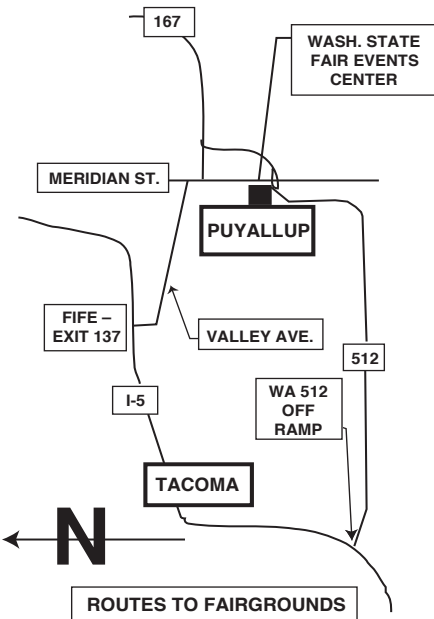 167
WASH. STATE
FAIR EVENTS
CENTER
MERIDIAN ST.
PUYALLUP
FIFE –
EXIT 137
VALLEY AVE.
512
I-5
WA 512
OFF
RAMP
TACOMA
N
ROUTES TO FAIRGROUNDS